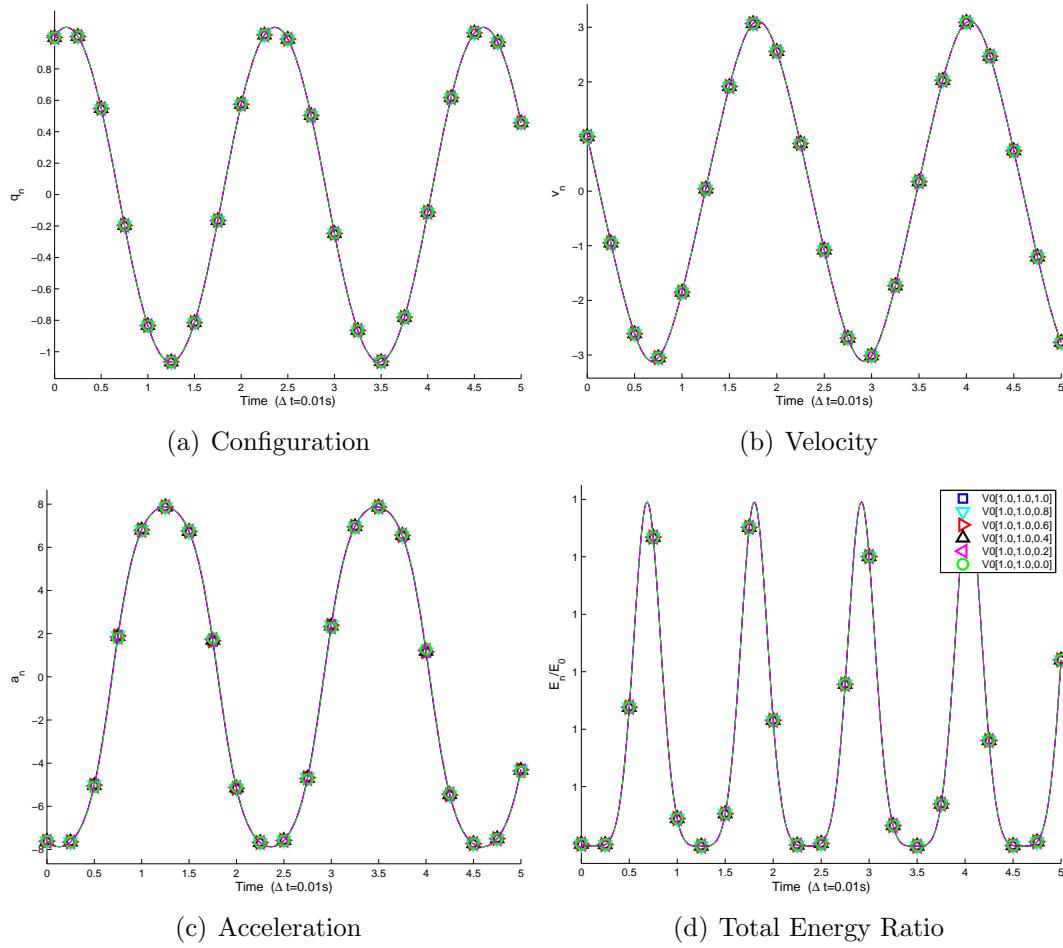 0.8
0.6
0.4
0.2
0
−0.2
−0.4
−0.6
−0.8
−1
q_n
0 0.5 1 1.5 2 2.5 3 3.5 4 4.5 5
Time (Δ t=0.01s)
(a) Configuration
3
2
1
0
−1
−2
−3
v_n
0 0.5 1 1.5 2 2.5 3 3.5 4 4.5 5
Time (Δ t=0.01s)
(b) Velocity
8
6
4
2
0
−2
−4
−6
−8
a_n
0 0.5 1 1.5 2 2.5 3 3.5 4 4.5 5
Time (Δ t=0.01s)
(c) Acceleration
1
1
1
1
1
1
E_n/E_0
V0[1.0,1.0,1.0]
V0[1.0,1.0,0.8]
V0[1.0,1.0,0.6]
V0[1.0,1.0,0.4]
V0[1.0,1.0,0.2]
V0[1.0,1.0,0.0]
0 0.5 1 1.5 2 2.5 3 3.5 4 4.5 5
Time (Δ t=0.01s)
(d) Total Energy Ratio